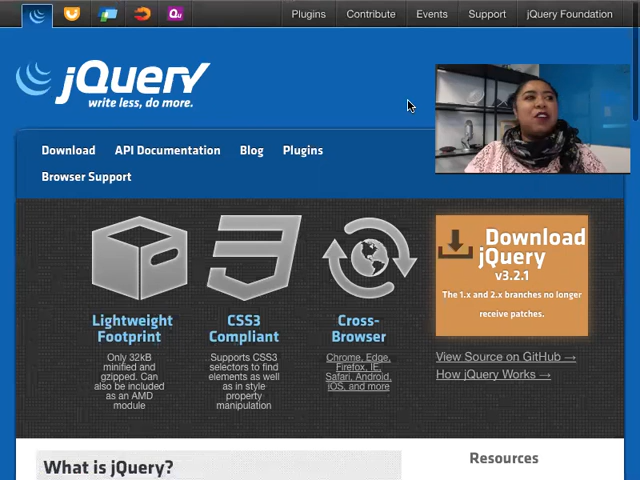 Qu
Plugins
Contribute
Events
Support
jQuery Foundation
jQuery
write less, do more.
Download
API Documentation
Blog
Plugins
Browser Support
Lightweight
Footprint
Only 32kB
minified and
gzipped. Can
also be included
as an AMD
module
CSS3
Compliant
Supports CSS3
selectors to find
elements as well
as in style
property
manipulation
Cross-
Browser
Chrome, Edge,
Firefox, IE,
Safari, Android,
iOS, and more
Download
jQuery
v3.2.1
The 1.x and 2.x branches no longer
receive patches.
View Source on GitHub →
How jQuery Works →
What is jQuery?
Resources